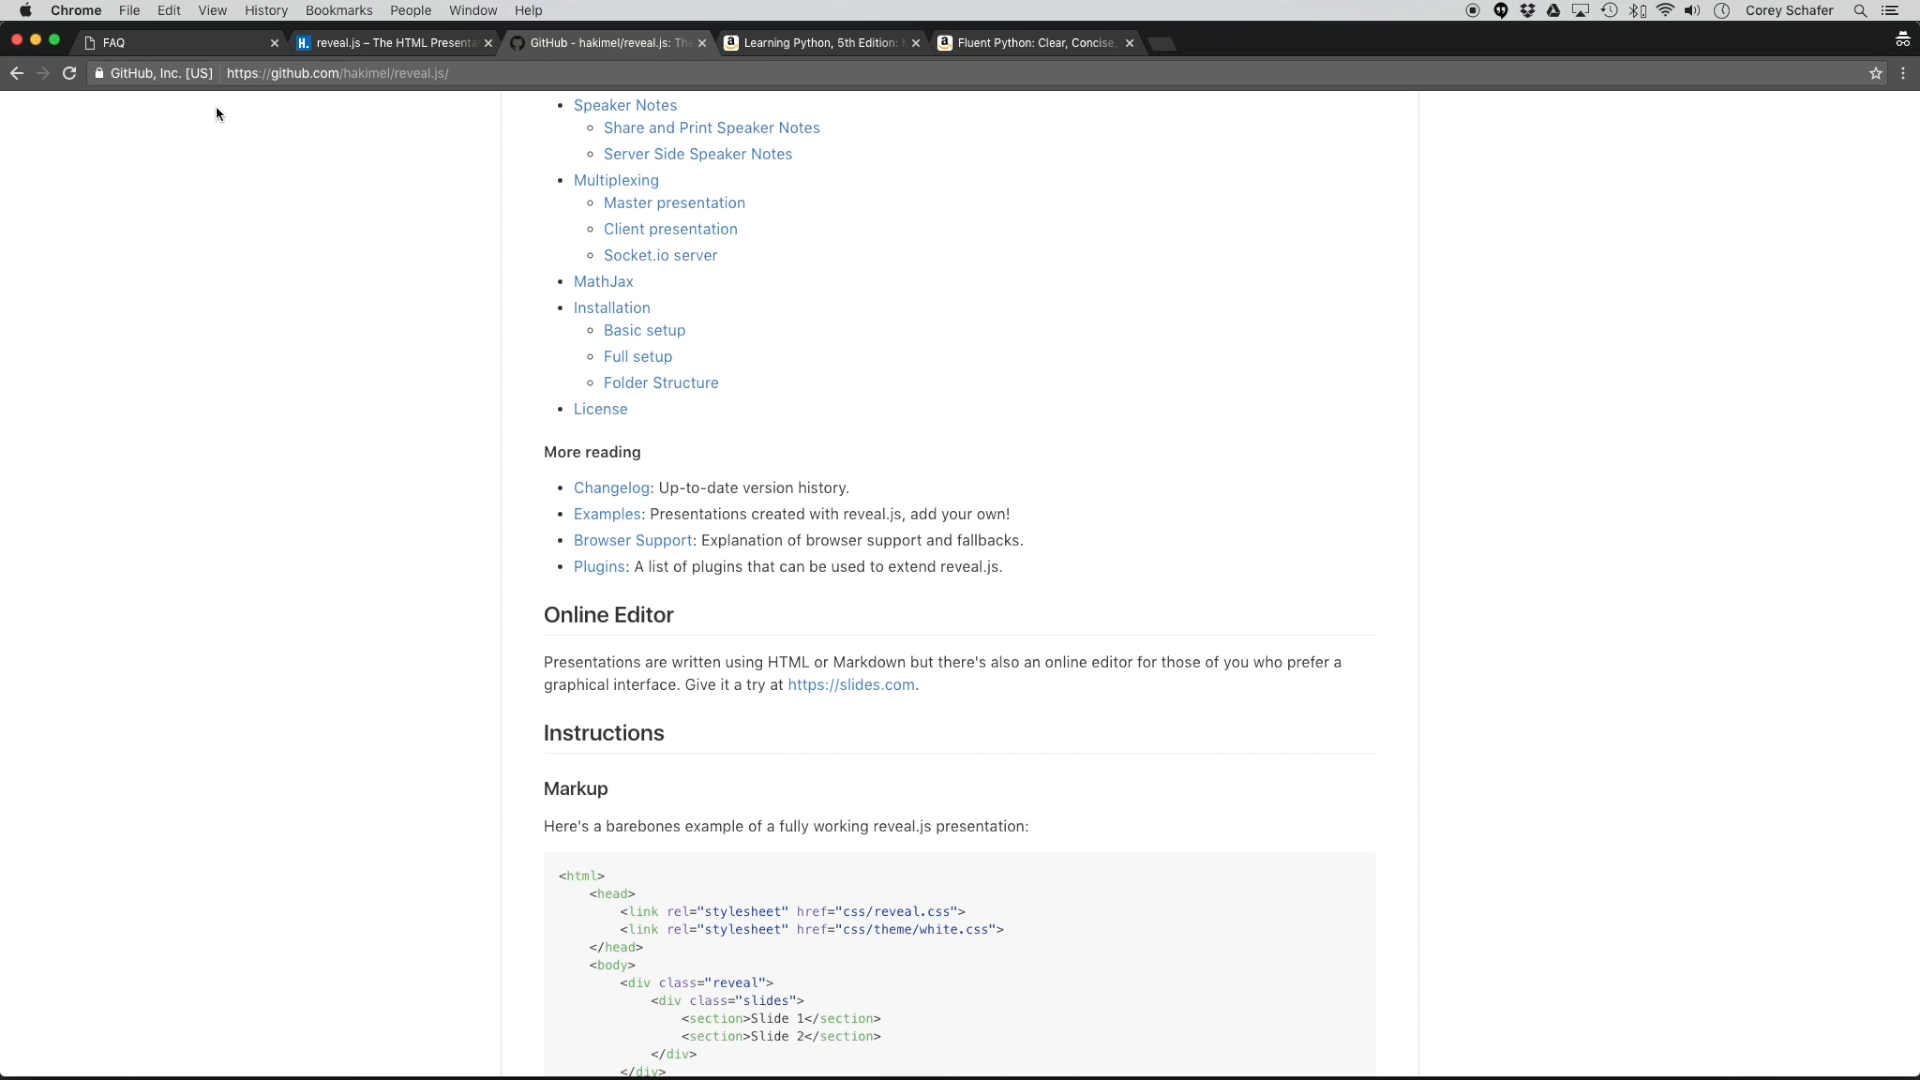 Chrome File Edit View History Bookmarks People Window Help Corey Schafer
FAQ reveal.js – The HTML Presenta GitHub - hakimel/reveal.js: The Learning Python, 5th Edition: Fluent Python: Clear, Concise,
GitHub, Inc. [US] https://github.com/hakimel/reveal.js/
• Speaker Notes
◦ Share and Print Speaker Notes
◦ Server Side Speaker Notes
• Multiplexing
◦ Master presentation
◦ Client presentation
◦ Socket.io server
• MathJax
• Installation
◦ Basic setup
◦ Full setup
◦ Folder Structure
• License
More reading
• Changelog: Up-to-date version history.
• Examples: Presentations created with reveal.js, add your own!
• Browser Support: Explanation of browser support and fallbacks.
• Plugins: A list of plugins that can be used to extend reveal.js.
Online Editor
Presentations are written using HTML or Markdown but there's also an online editor for those of you who prefer a
graphical interface. Give it a try at https://slides.com.
Instructions
Markup
Here's a barebones example of a fully working reveal.js presentation:
<html>
<head>
<link rel="stylesheet" href="css/reveal.css">
<link rel="stylesheet" href="css/theme/white.css">
</head>
<body>
<div class="reveal">
<div class="slides">
<section>Slide 1</section>
<section>Slide 2</section>
</div>
</div>